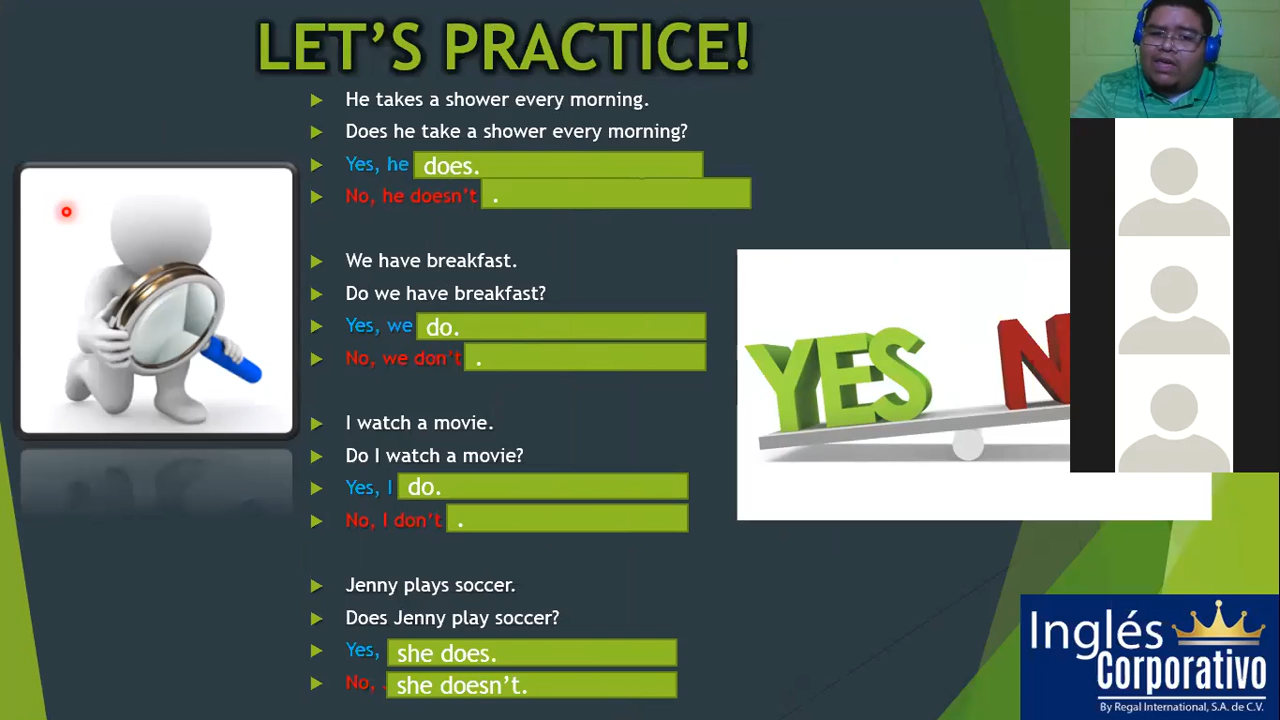 LET'S PRACTICE!
He takes a shower every morning.
Does he take a shower every morning?
Yes, he does.
No, he doesn't .
We have breakfast.
Do we have breakfast?
Yes, we do.
No, we don't .
I watch a movie.
Do I watch a movie?
Yes, I do.
No, I don't .
Jenny plays soccer.
Does Jenny play soccer?
Yes, she does.
No, she doesn't.
YES
Inglés
Corporativo
By Regal International, S.A. de C.V.